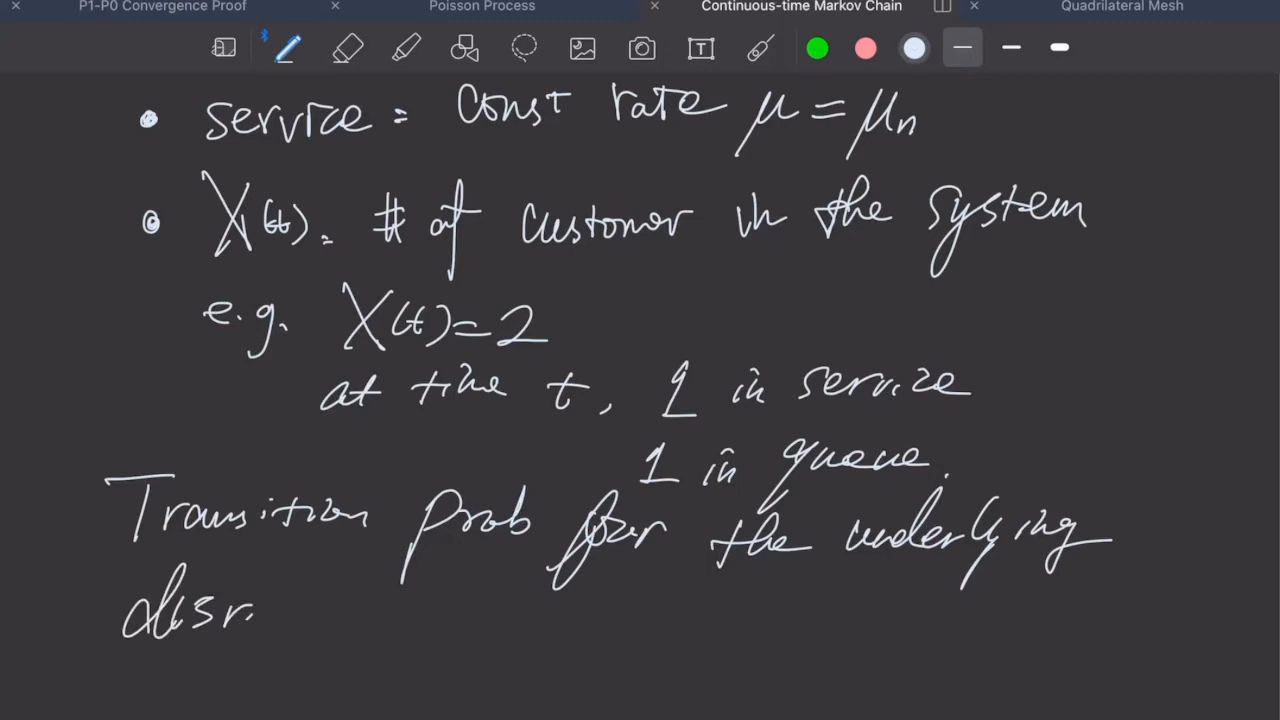 P1-P0 Convergence Proof Poisson Process Continuous-time Markov Chain Quadrilateral Mesh
T
• service = const rate μ = μn
• X(t). # of customer in the system
e.g. X(t)=2
at time t, 1 in service
1 in queue.
Transition prob for the underlying
disr